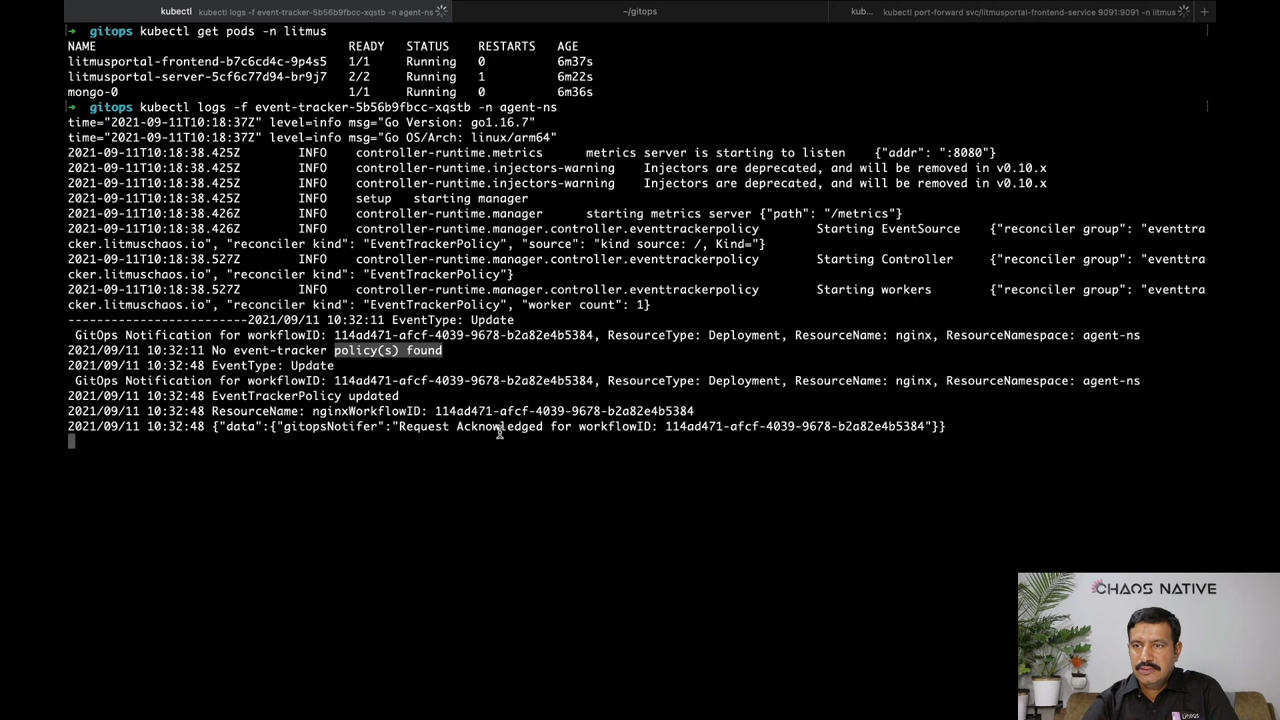 kubectl
kubectl logs -f event-tracker-5b56b9fbcc-xqstb -n agent-ns
~/gitops
kub...
kubectl port-forward svc/litmusportal-frontend-service 9091:9091 -n litmus
+
→ gitops kubectl get pods -n litmus
NAME READY STATUS RESTARTS AGE
litmusportal-frontend-b7c6cd4c-9p4s5 1/1 Running 0 6m37s
litmusportal-server-5cf6c77d94-br9j7 2/2 Running 1 6m22s
mongo-0 1/1 Running 0 6m36s
→ gitops kubectl logs -f event-tracker-5b56b9fbcc-xqstb -n agent-ns
time="2021-09-11T10:18:37Z" level=info msg="Go Version: go1.16.7"
time="2021-09-11T10:18:37Z" level=info msg="Go OS/Arch: linux/arm64"
2021-09-11T10:18:38.425Z INFO controller-runtime.metrics metrics server is starting to listen {"addr": ":8080"}
2021-09-11T10:18:38.425Z INFO controller-runtime.injectors-warning Injectors are deprecated, and will be removed in v0.10.x
2021-09-11T10:18:38.425Z INFO controller-runtime.injectors-warning Injectors are deprecated, and will be removed in v0.10.x
2021-09-11T10:18:38.425Z INFO setup starting manager
2021-09-11T10:18:38.426Z INFO controller-runtime.manager starting metrics server {"path": "/metrics"}
2021-09-11T10:18:38.426Z INFO controller-runtime.manager.controller.eventtrackerpolicy Starting EventSource {"reconciler group": "eventtra
cker.litmuschaos.io", "reconciler kind": "EventTrackerPolicy", "source": "kind source: /, Kind="}
2021-09-11T10:18:38.527Z INFO controller-runtime.manager.controller.eventtrackerpolicy Starting Controller {"reconciler group": "eventtra
cker.litmuschaos.io", "reconciler kind": "EventTrackerPolicy"}
2021-09-11T10:18:38.527Z INFO controller-runtime.manager.controller.eventtrackerpolicy Starting workers {"reconciler group": "eventtra
cker.litmuschaos.io", "reconciler kind": "EventTrackerPolicy", "worker count": 1}
-------------------------2021/09/11 10:32:11 EventType: Update
GitOps Notification for workflowID: 114ad471-afcf-4039-9678-b2a82e4b5384, ResourceType: Deployment, ResourceName: nginx, ResourceNamespace: agent-ns
2021/09/11 10:32:11 No event-tracker policy(s) found
2021/09/11 10:32:48 EventType: Update
GitOps Notification for workflowID: 114ad471-afcf-4039-9678-b2a82e4b5384, ResourceType: Deployment, ResourceName: nginx, ResourceNamespace: agent-ns
2021/09/11 10:32:48 EventTrackerPolicy updated
2021/09/11 10:32:48 ResourceName: nginxWorkflowID: 114ad471-afcf-4039-9678-b2a82e4b5384
2021/09/11 10:32:48 {"data":{"gitopsNotifer":"Request Acknowledged for workflowID: 114ad471-afcf-4039-9678-b2a82e4b5384"}}
CHAOS NATIVE